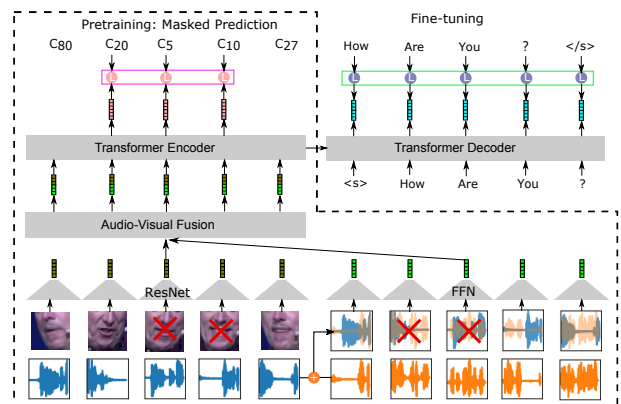 Pretraining: Masked Prediction
Fine-tuning
C80 C20 C5 C10 C27
How Are You ? </s>
L L L L L L L L
Transformer Encoder
Transformer Decoder
<s> How Are You ?
Audio-Visual Fusion
ResNet
FFN